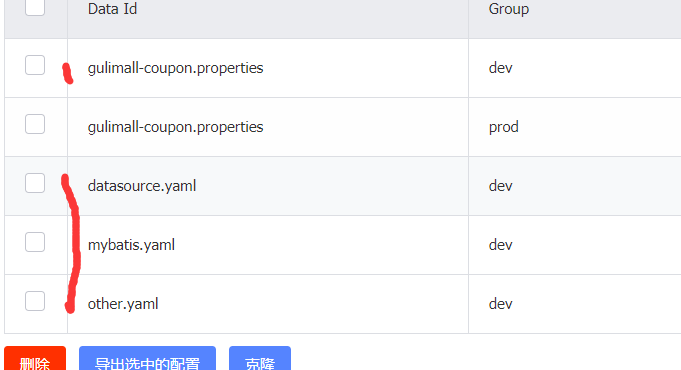 Data Id Group
gulimall-coupon.properties dev
gulimall-coupon.properties prod
datasource.yaml dev
mybatis.yaml dev
other.yaml dev
删除 导出选中的配置 克隆